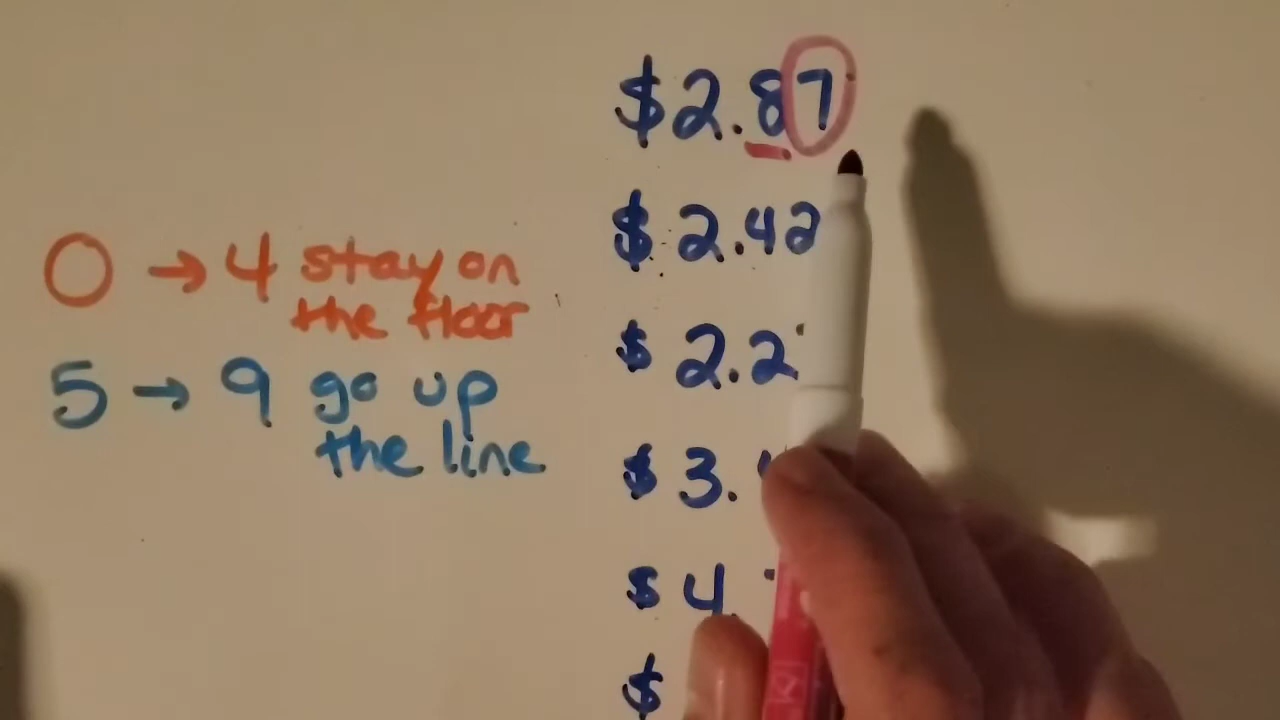 $2.87
$2.42
0 → 4 stay on
the floor
$2.2
5 → 9 go up
the line
$3.
$4
$